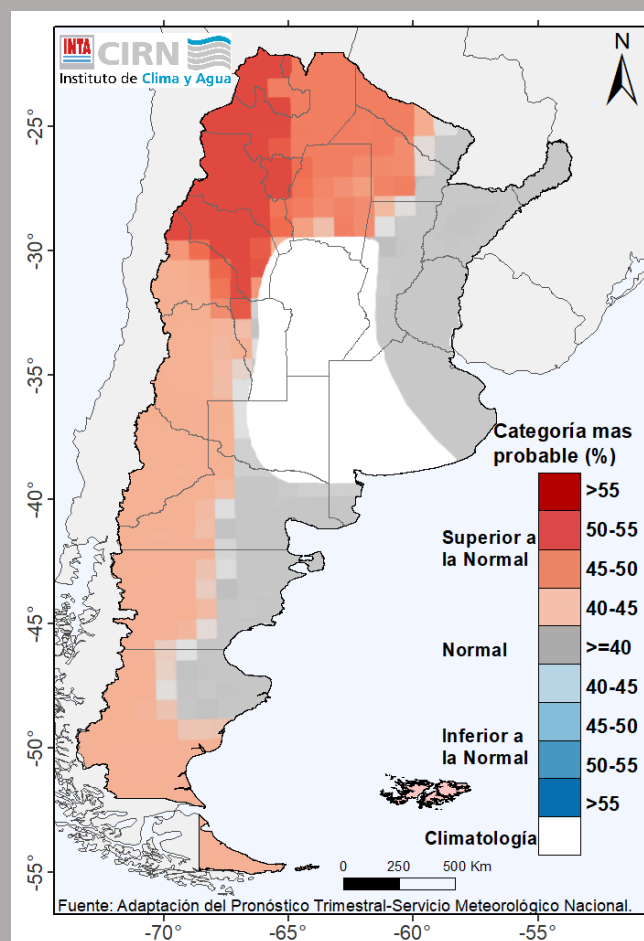 INTA CIRN
Instituto de Clima y Agua
N
-25°
-30°
-35°
-40°
-45°
-50°
-55°
Categoría mas
probable (%)
>55
50-55
Superior a
la Normal
45-50
40-45
Normal
>=40
40-45
45-50
Inferior a
la Normal
50-55
>55
Climatología
0 250 500 Km
Fuente: Adaptación del Pronóstico Trimestral-Servicio Meteorológico Nacional.
-70° -65° -60° -55°